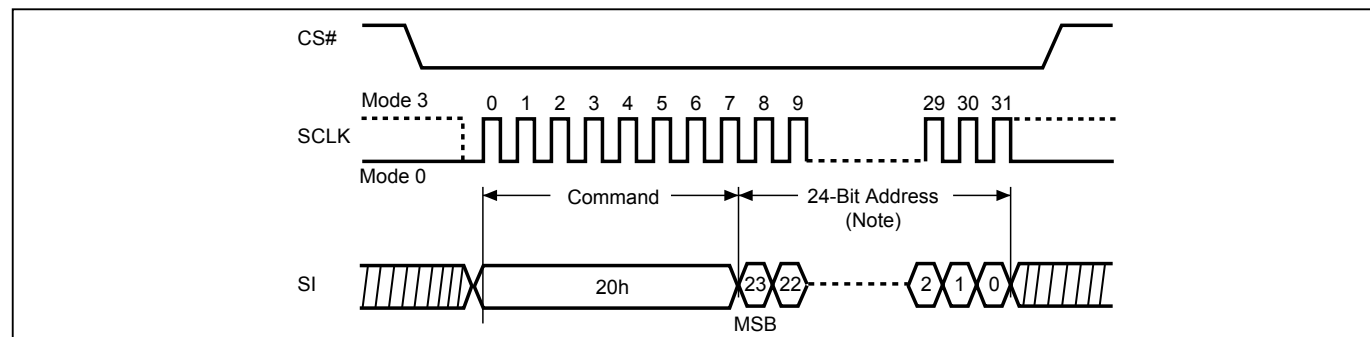 CS#
Mode 3
0 1 2 3 4 5 6 7 8 9 29 30 31
SCLK
Mode 0
Command 24-Bit Address
(Note)
SI 20h 23 22 2 1 0
MSB